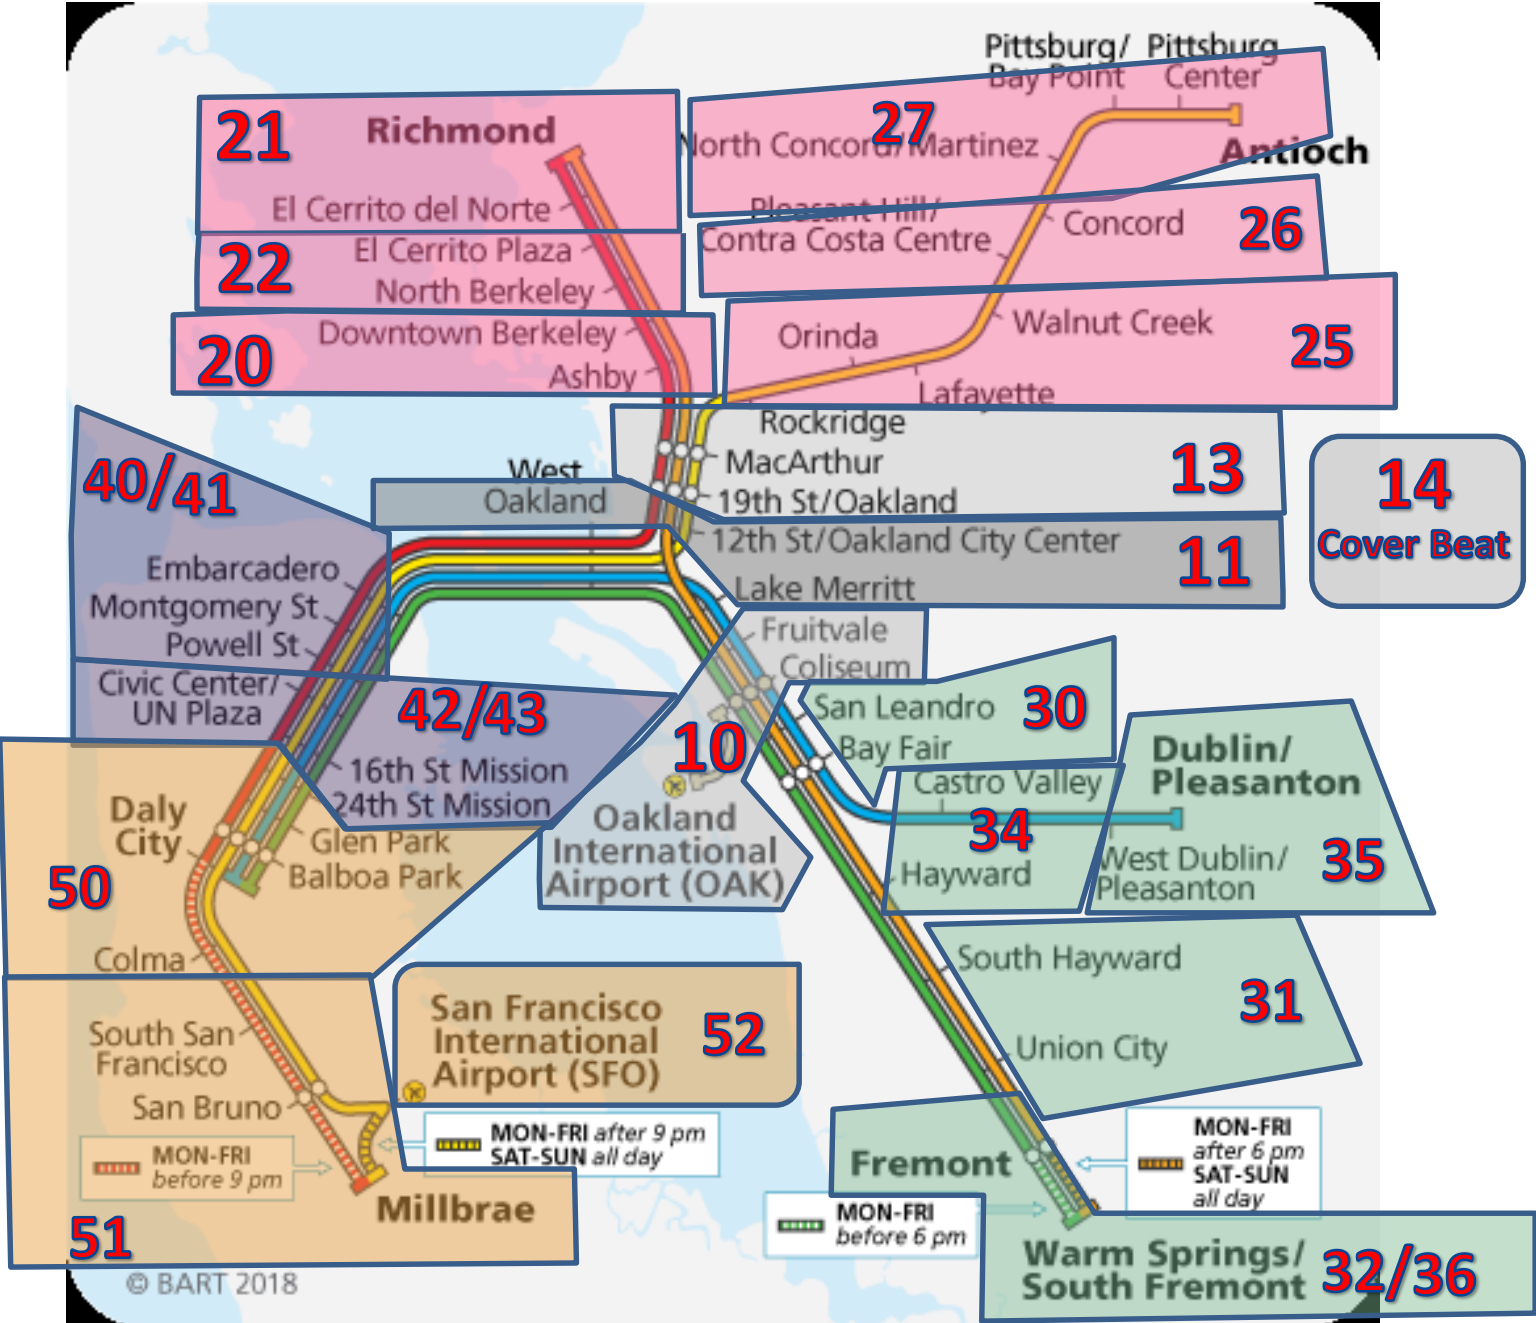 Pittsburg/ Pittsburg
Bay Point Center
27
North Concord/Martinez
Antioch
21
Richmond
El Cerrito del Norte
Pleasant Hill/
Contra Costa Centre
Concord
26
22
El Cerrito Plaza
North Berkeley
20
Downtown Berkeley
Ashby
Orinda
Walnut Creek
25
Lafayette
Rockridge
MacArthur
13
19th St/Oakland
14
Cover Beat
West
Oakland
12th St/Oakland City Center
11
Lake Merritt
40/41
Embarcadero
Montgomery St
Powell St
Civic Center/
UN Plaza
42/43
16th St Mission
24th St Mission
Fruitvale
Coliseum
10
San Leandro
30
Bay Fair
Castro Valley
34
Hayward
Dublin/
Pleasanton
West Dublin/
Pleasanton
35
Oakland
International
Airport (OAK)
Daly
City
Glen Park
Balboa Park
50
Colma
South Hayward
31
Union City
San Francisco
International
Airport (SFO)
52
South San
Francisco
San Bruno
MON-FRI
before 9 pm
MON-FRI after 9 pm
SAT-SUN all day
Millbrae
51
Fremont
MON-FRI
after 6 pm
SAT-SUN
all day
MON-FRI
before 6 pm
Warm Springs/
South Fremont
32/36
© BART 2018